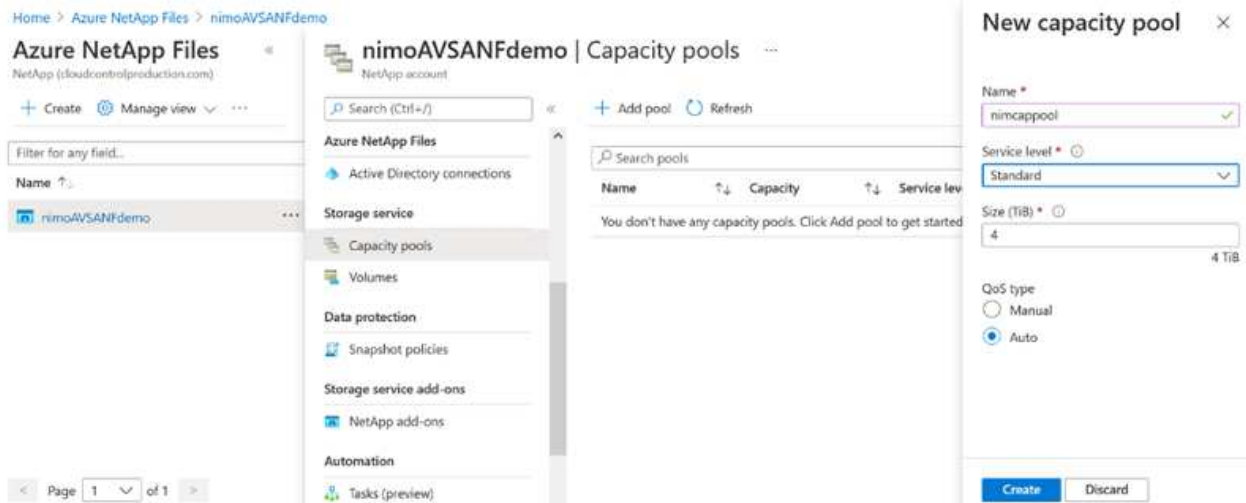 Home > Azure NetApp Files > nimoAVSANFdemo
Azure NetApp Files «
NetApp (cloudcontrolproduction.com)
+ Create Manage view ···
Filter for any field...
Name ↑↓
nimoAVSANFdemo ···
< Page 1 of 1 >
nimoAVSANFdemo | Capacity pools ···
NetApp account
Search (Ctrl+/) «
Azure NetApp Files
Active Directory connections
Storage service
Capacity pools
Volumes
Data protection
Snapshot policies
Storage service add-ons
NetApp add-ons
Automation
Tasks (preview)
+ Add pool Refresh
Search pools
Name ↑↓ Capacity ↑↓ Service lev
You don't have any capacity pools. Click Add pool to get started
New capacity pool ×
Name *
nimcappool
Service level *
Standard
Size (TiB) *
4
4 TiB
QoS type
Manual
Auto
Create Discard